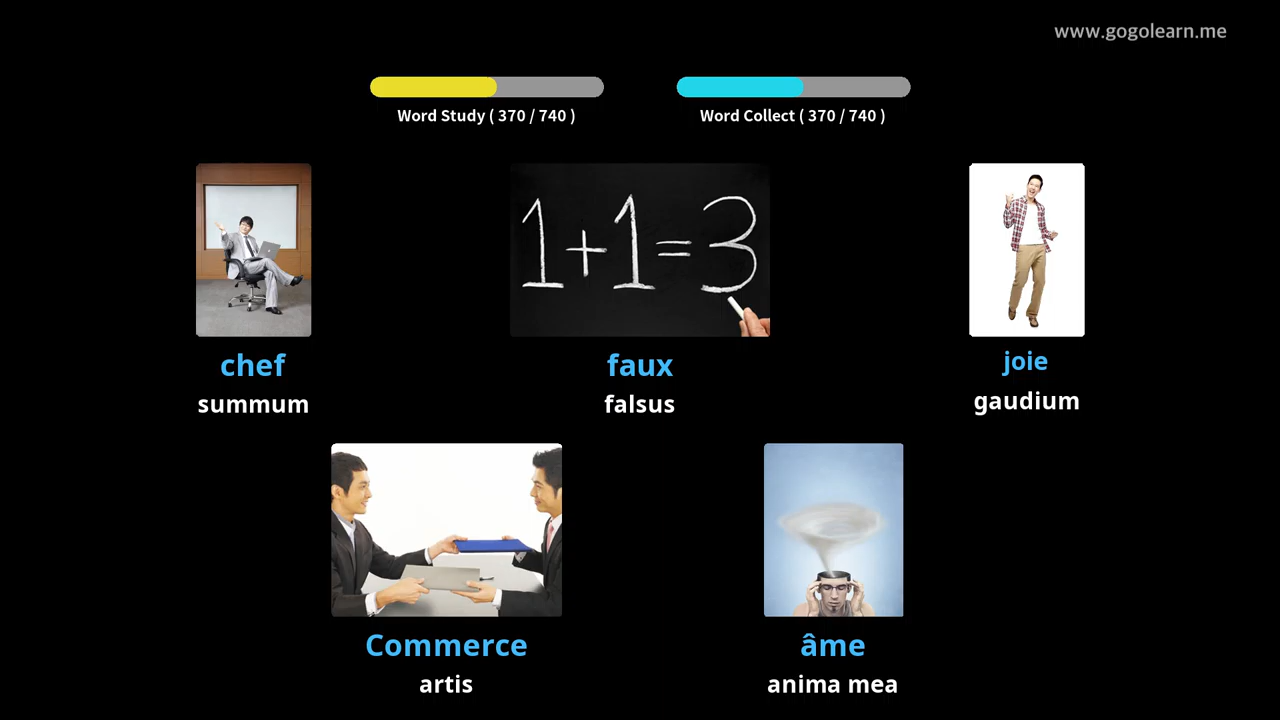 www.gogolearn.me
Word Study ( 370 / 740 )
Word Collect ( 370 / 740 )
1+1=3
chef
summum
faux
falsus
joie
gaudium
Commerce
artis
âme
anima mea